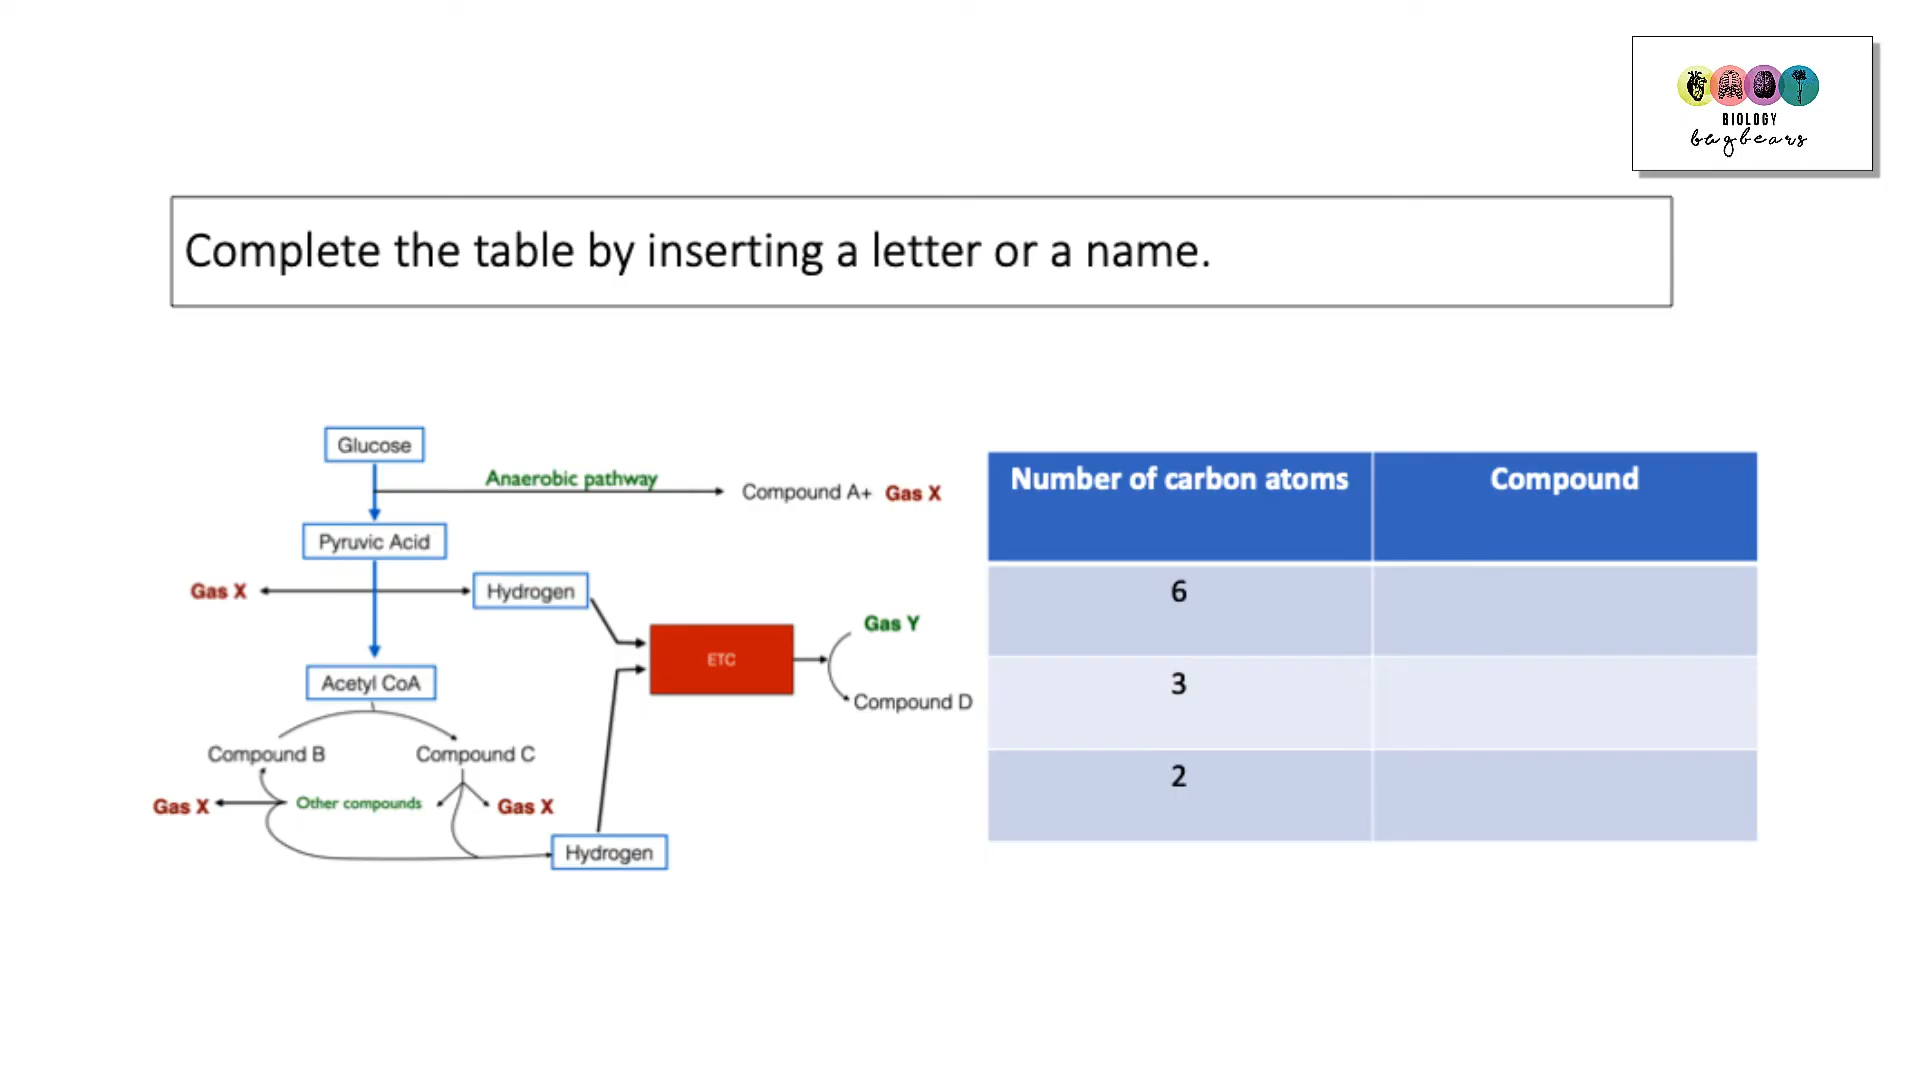 BIOLOGY
bugbears
Complete the table by inserting a letter or a name.
Glucose
Anaerobic pathway
Compound A+ Gas X
Pyruvic Acid
Gas X
Hydrogen
Gas Y
ETC
Acetyl CoA
Compound D
Compound B
Compound C
Gas X
Other compounds
Gas X
Hydrogen
Number of carbon atoms
Compound
6
3
2